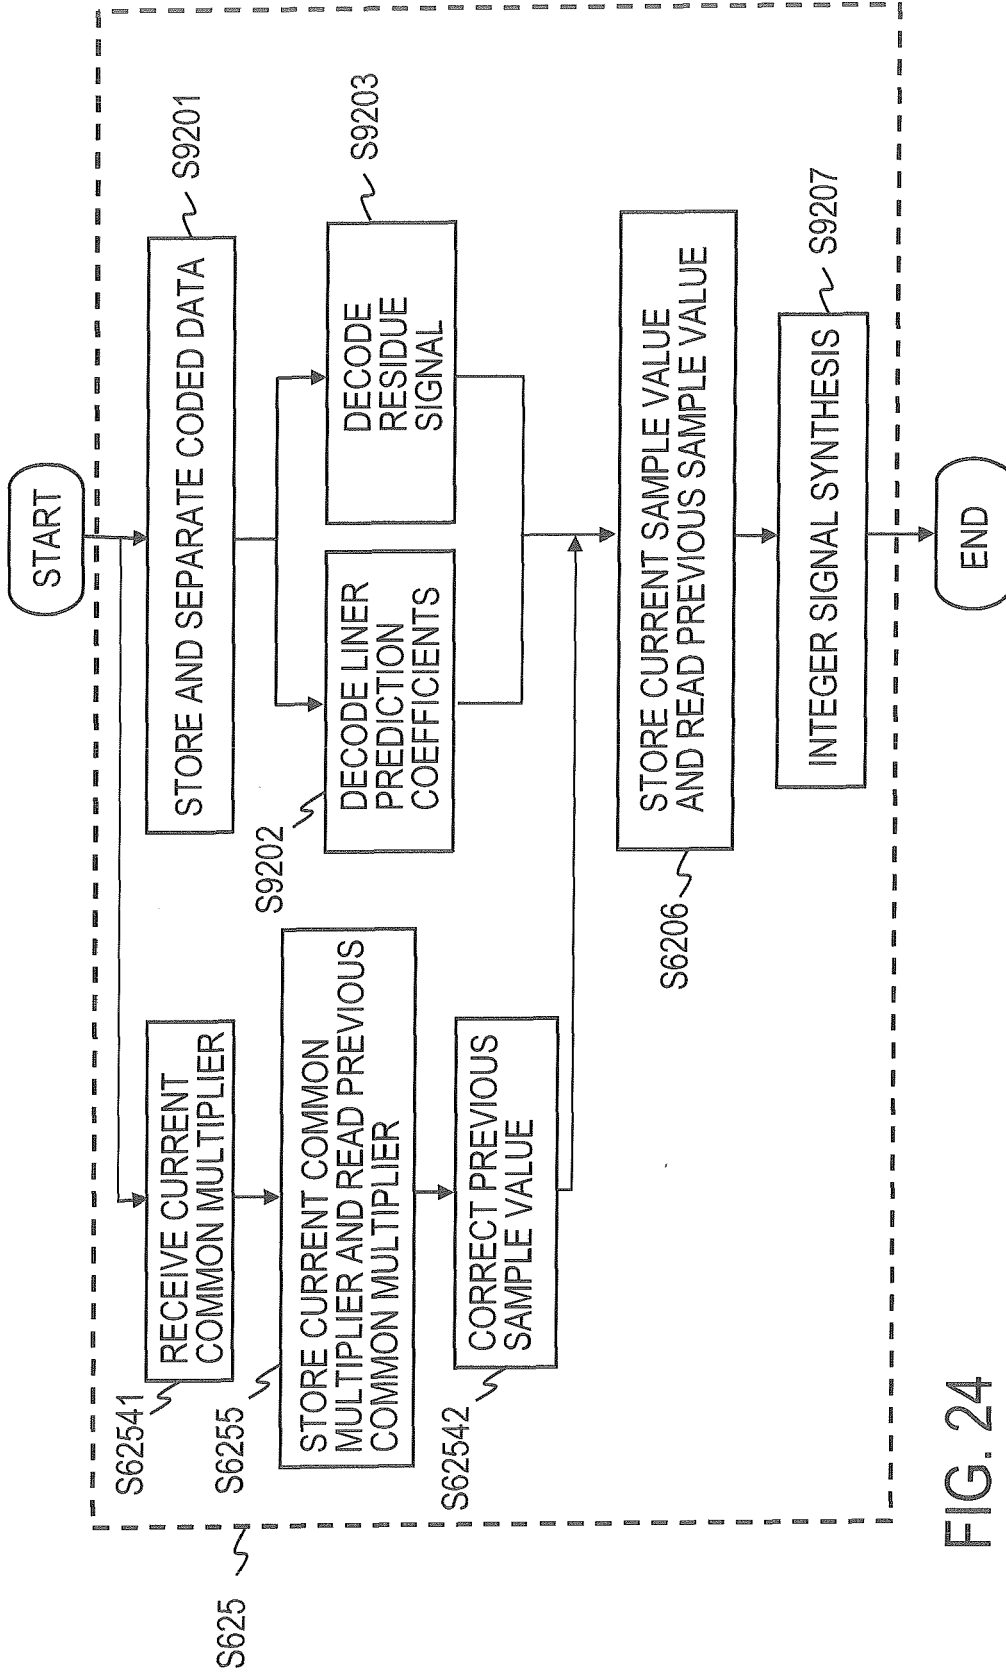 START
S625
S62541
RECEIVE CURRENT
COMMON MULTIPLIER
S6255
STORE CURRENT COMMON
MULTIPLIER AND READ PREVIOUS
COMMON MULTIPLIER
S62542
CORRECT PREVIOUS
SAMPLE VALUE
S9201
STORE AND SEPARATE CODED DATA
S9202
DECODE LINER
PREDICTION
COEFFICIENTS
S9203
DECODE
RESIDUE
SIGNAL
S6206
STORE CURRENT SAMPLE VALUE
AND READ PREVIOUS SAMPLE VALUE
S9207
INTEGER SIGNAL SYNTHESIS
END
FIG. 24